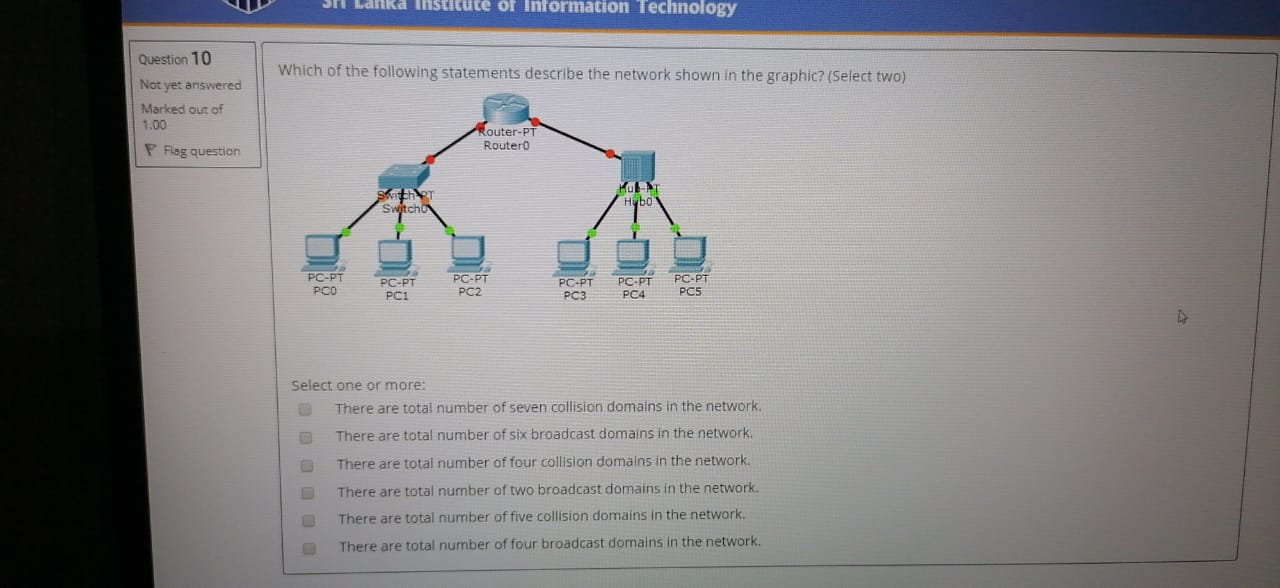 Sri Lanka Institute of Information Technology
Question 10
Not yet answered
Marked out of
1.00
Flag question
Which of the following statements describe the network shown in the graphic? (Select two)
Router-PT
Router0
Switch-PT
Switch0
Hub-PT
Hub0
PC-PT
PC0
PC-PT
PC1
PC-PT
PC2
PC-PT
PC3
PC-PT
PC4
PC-PT
PC5
Select one or more:
There are total number of seven collision domains in the network.
There are total number of six broadcast domains in the network.
There are total number of four collision domains in the network.
There are total number of two broadcast domains in the network.
There are total number of five collision domains in the network.
There are total number of four broadcast domains in the network.